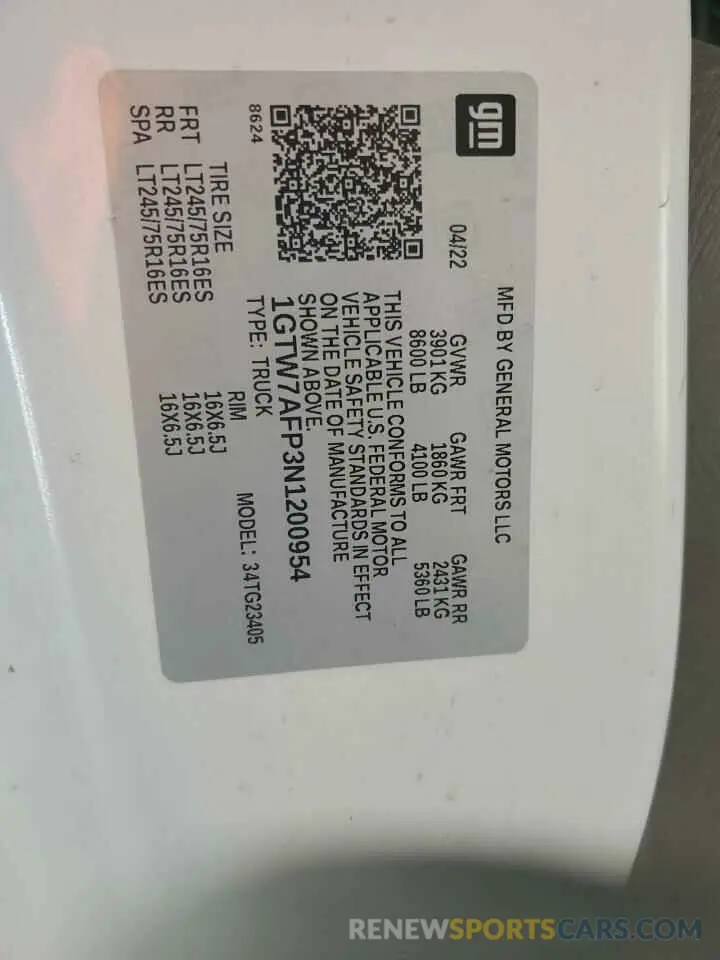 gm
MFD BY GENERAL MOTORS LLC
04/22
GVWR GAWR FRT GAWR RR
3901 KG 1860 KG 2431 KG
8600 LB 4100 LB 5360 LB
THIS VEHICLE CONFORMS TO ALL
APPLICABLE U.S. FEDERAL MOTOR
VEHICLE SAFETY STANDARDS IN EFFECT
ON THE DATE OF MANUFACTURE
SHOWN ABOVE.
1GTW7AFP3N1200954
8624
TYPE: TRUCK MODEL: 34TG23405
TIRE SIZE RIM
FRT LT245/75R16ES 16X6.5J
RR LT245/75R16ES 16X6.5J
SPA LT245/75R16ES 16X6.5J
RENEWSPORTSCARS.COM